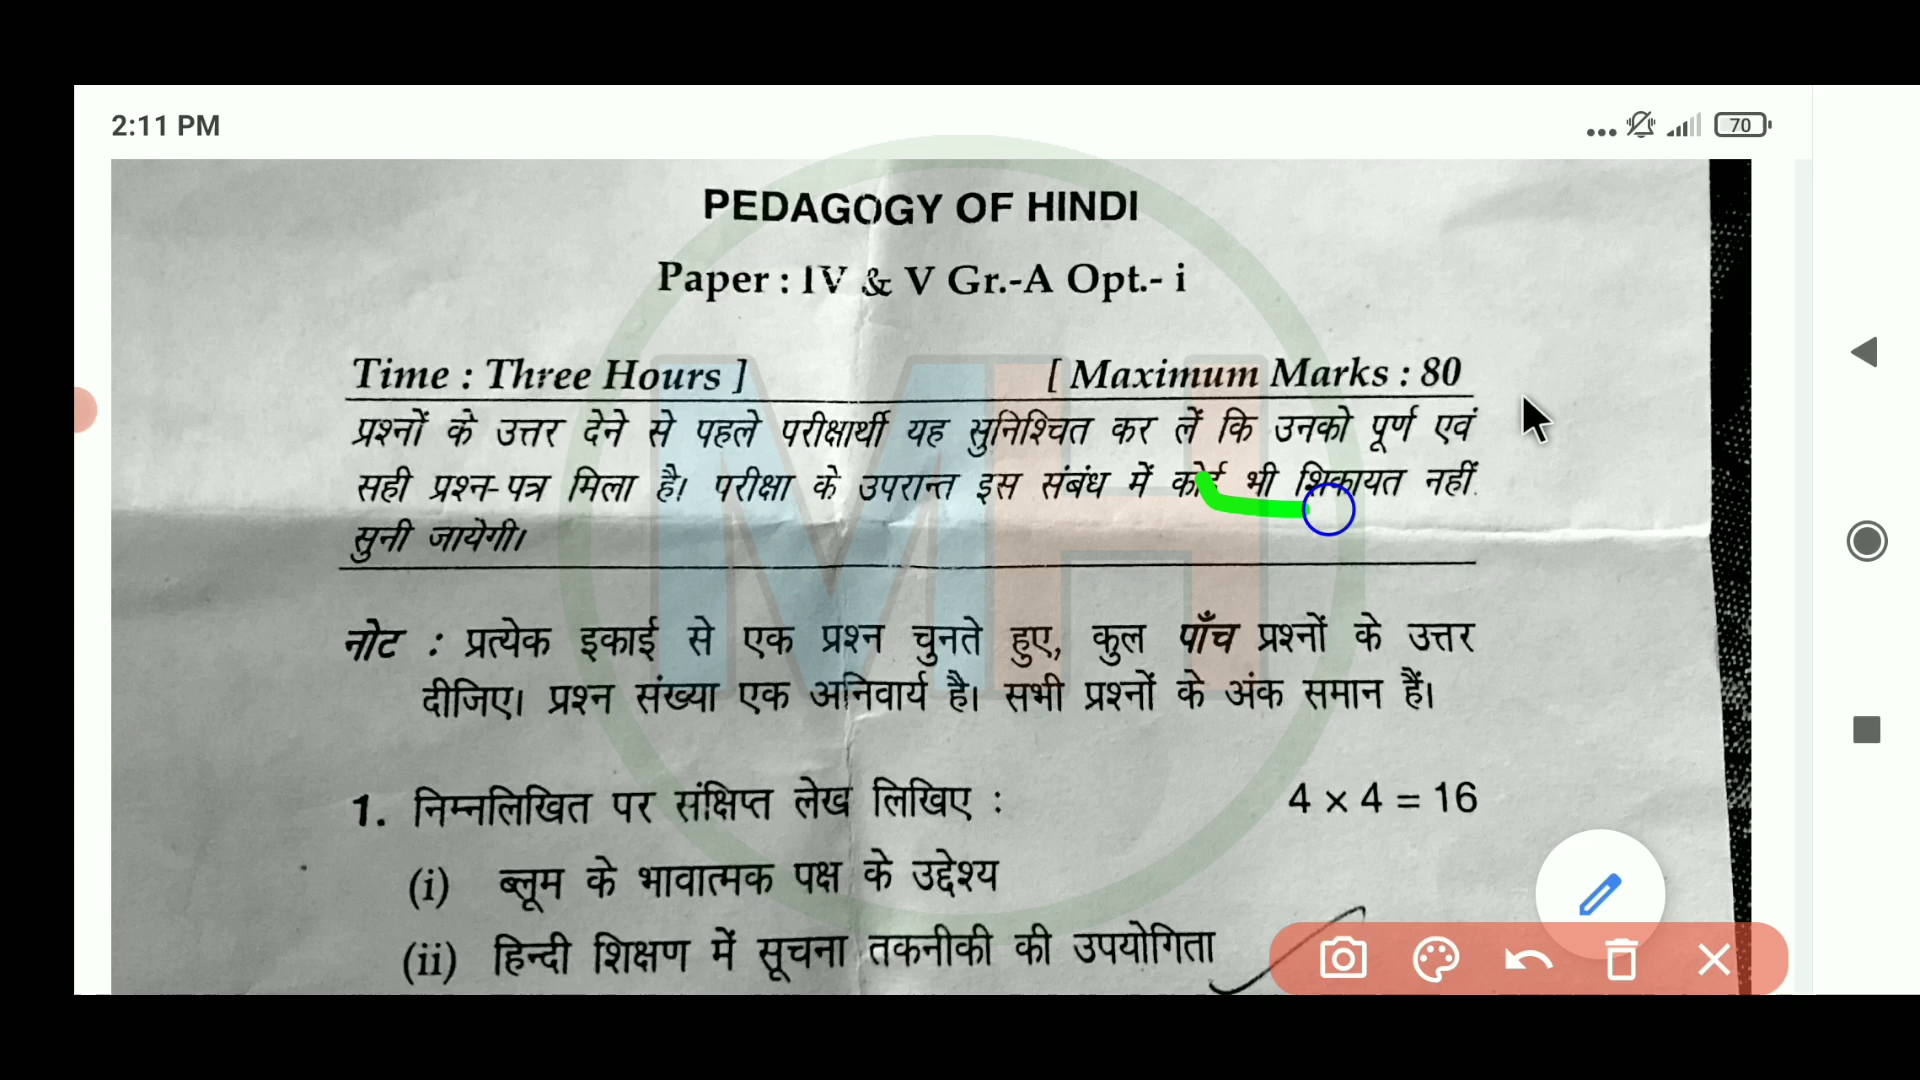 2:11 PM
70
PEDAGOGY OF HINDI
Paper : IV & V Gr.-A Opt.- i
Time : Three Hours ] [ Maximum Marks : 80
प्रश्नों के उत्तर देने से पहले परीक्षार्थी यह सुनिश्चित कर लें कि उनको पूर्ण एवं
सही प्रश्न-पत्र मिला है। परीक्षा के उपरान्त इस संबंध में कोई भी शिकायत नहीं
सुनी जायेगी।
नोट : प्रत्येक इकाई से एक प्रश्न चुनते हुए, कुल पाँच प्रश्नों के उत्तर
दीजिए। प्रश्न संख्या एक अनिवार्य है। सभी प्रश्नों के अंक समान हैं।
1. निम्नलिखित पर संक्षिप्त लेख लिखिए : 4 × 4 = 16
(i) ब्लूम के भावात्मक पक्ष के उद्देश्य
(ii) हिन्दी शिक्षण में सूचना तकनीकी की उपयोगिता
MH